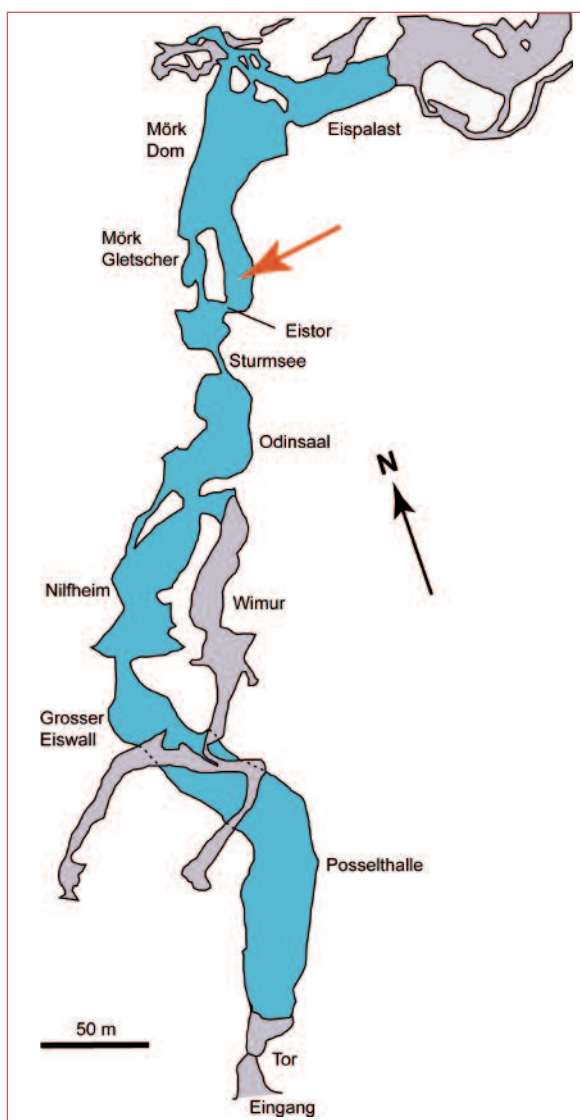 Mörk
Dom
Eispalast
Mörk
Gletscher
Eistor
Sturmsee
Odinsaal
N
Nilfheim
Wimur
Grosser
Eiswall
Posselthalle
50 m
Tor
Eingang